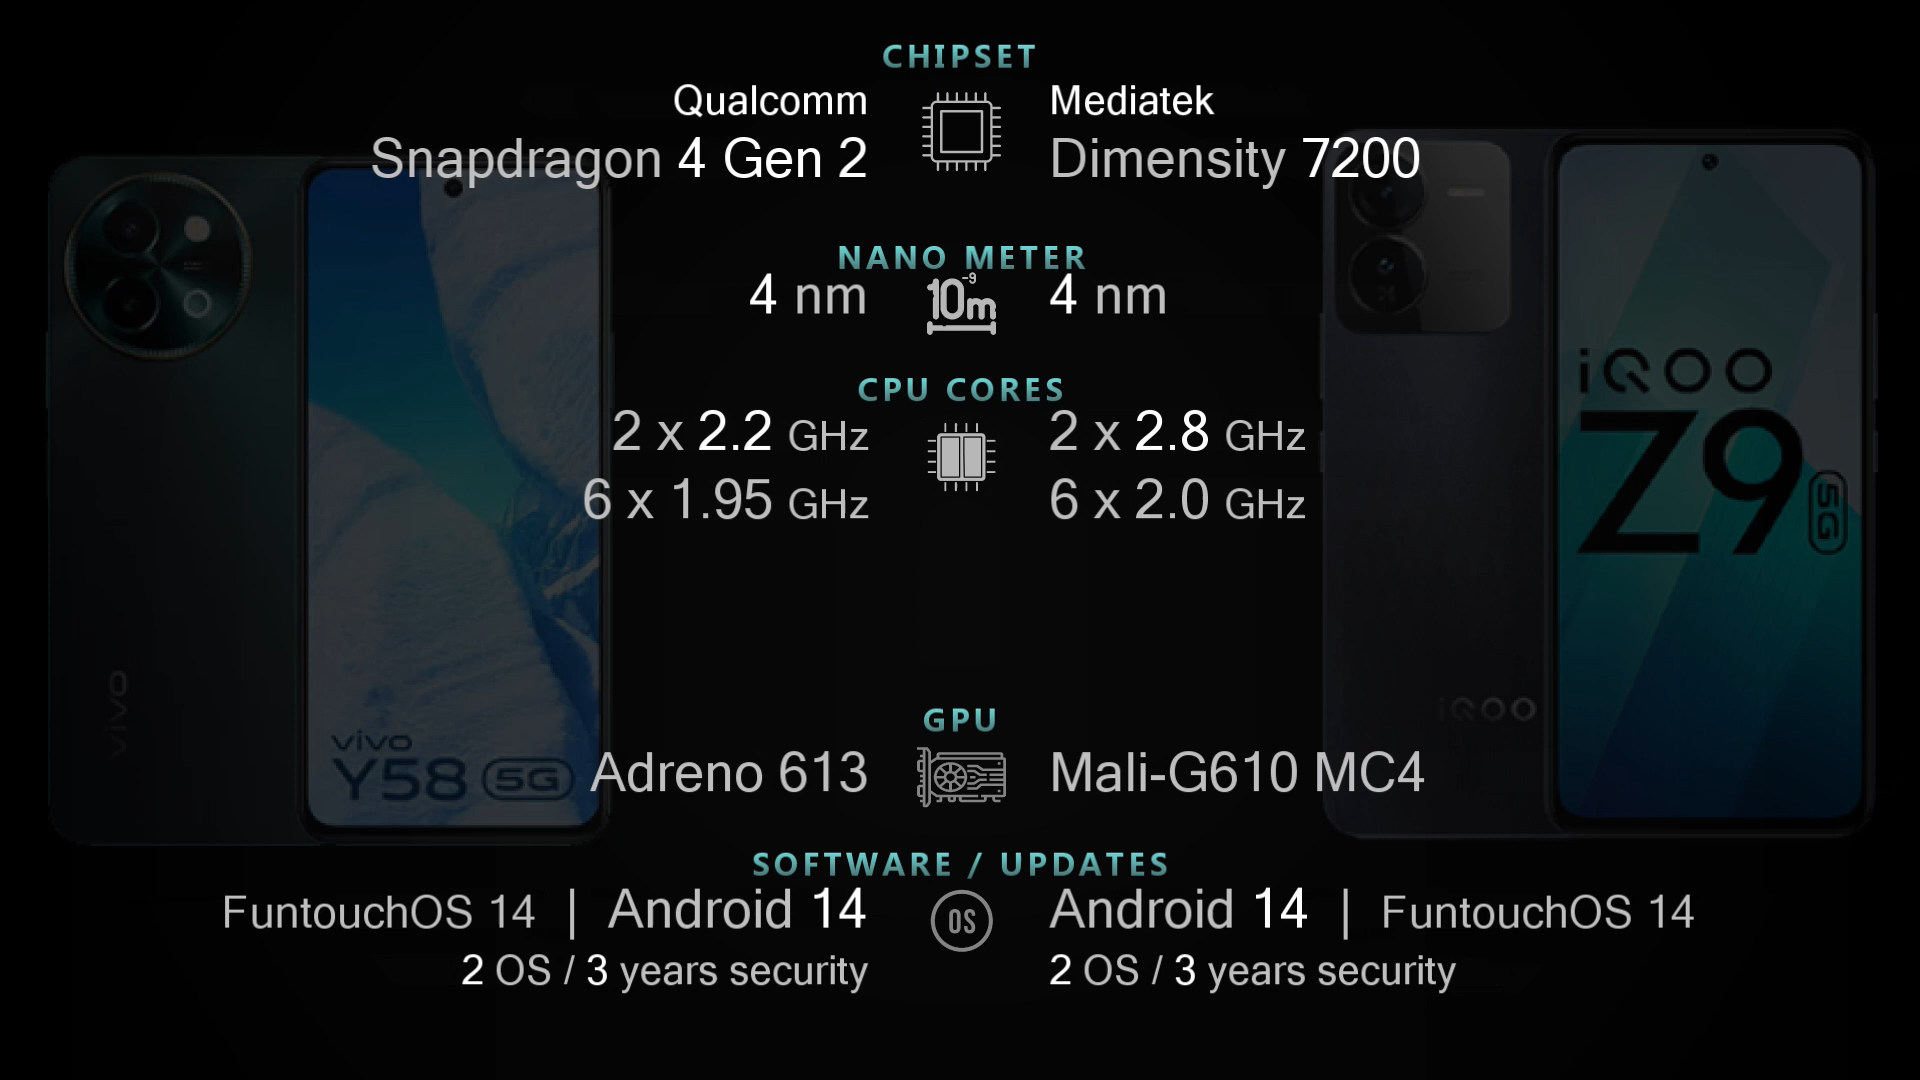 CHIPSET
Qualcomm
Mediatek
Snapdragon 4 Gen 2
Dimensity 7200
NANO METER
4 nm
10⁻⁹m
4 nm
CPU CORES
2 x 2.2 GHz
2 x 2.8 GHz
6 x 1.95 GHz
6 x 2.0 GHz
iQOO
Z9
5G
vivo
iQOO
GPU
vivo
Y58 5G
Adreno 613
Mali-G610 MC4
SOFTWARE / UPDATES
FuntouchOS 14 | Android 14
OS
Android 14 | FuntouchOS 14
2 OS / 3 years security
2 OS / 3 years security